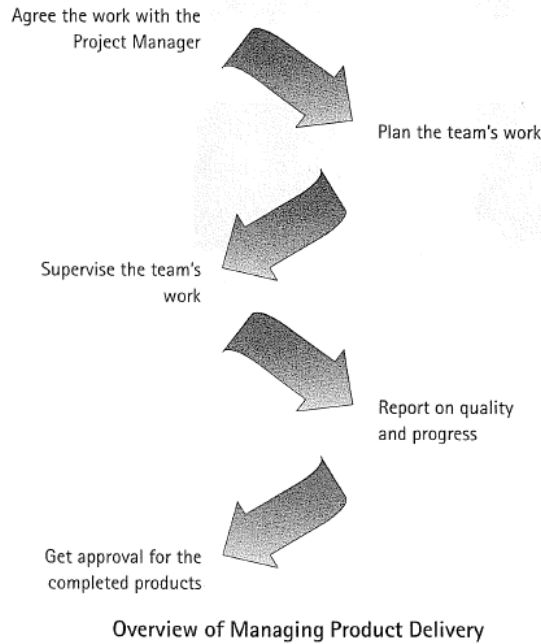 Agree the work with the
Project Manager
Plan the team's work
Supervise the team's
work
Report on quality
and progress
Get approval for the
completed products
Overview of Managing Product Delivery